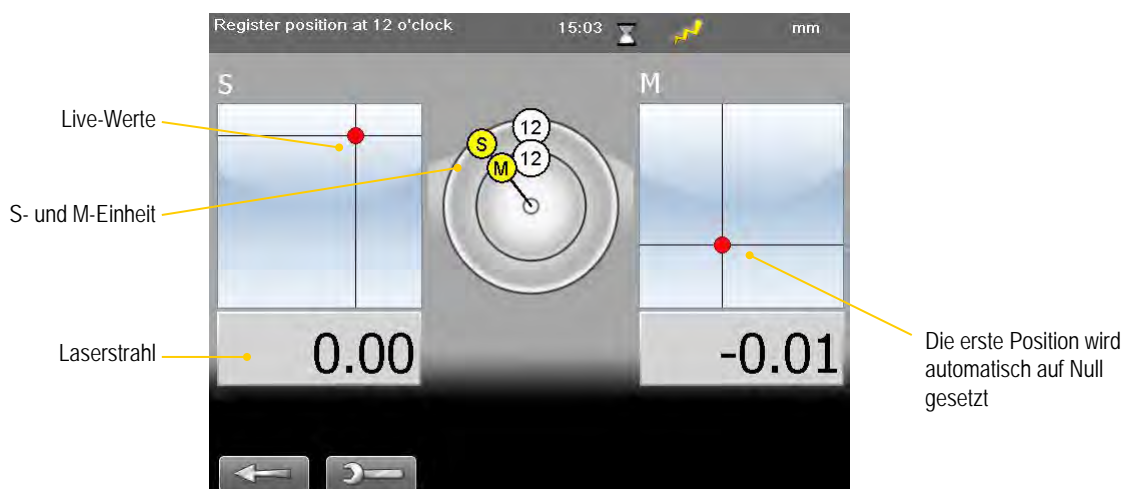 Register position at 12 o'clock 15:03 mm
S M
Live-Werte
12
S
12
M
S- und M-Einheit
Laserstrahl
0.00 -0.01
Die erste Position wird
automatisch auf Null
gesetzt